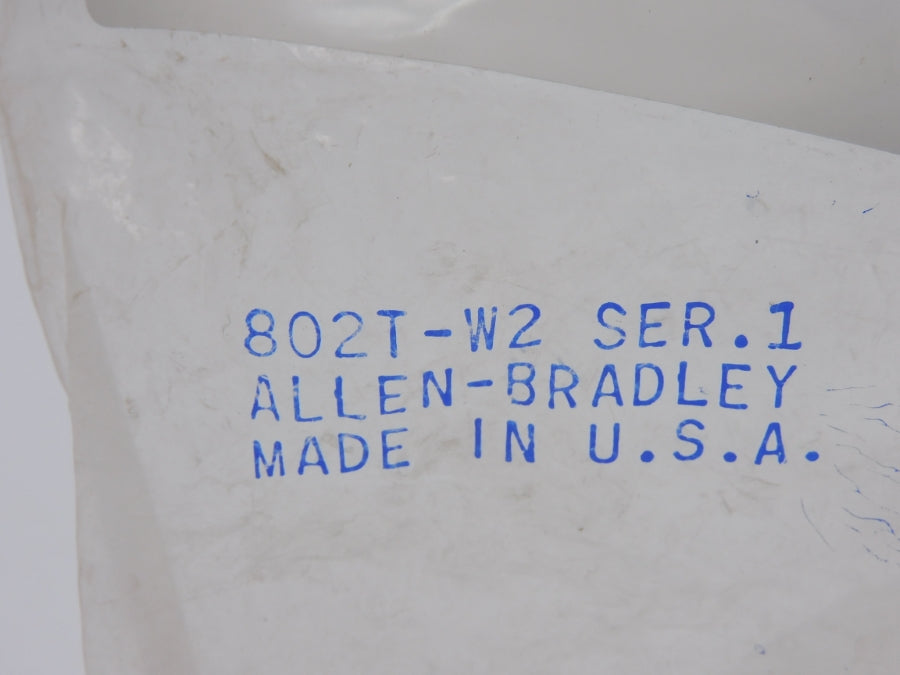 802T-W2 SER.1
ALLEN-BRADLEY
MADE IN U.S.A.